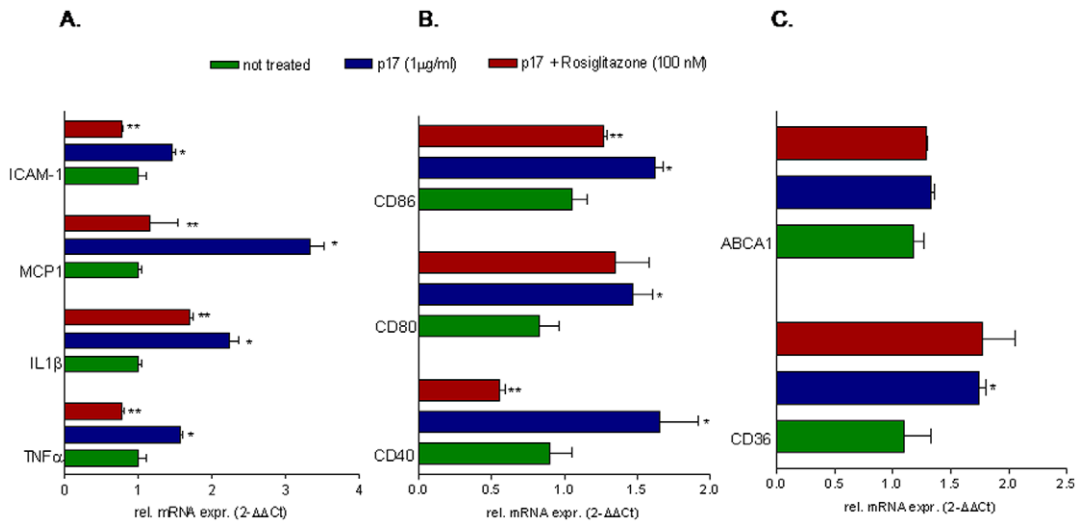 A. B. C.
not treated p17 (1µg/ml) p17 + Rosiglitazone (100 nM)
** 
* 
ICAM-1
**
*
MCP1
**
*
IL1β
**
*
TNFα
0 1 2 3 4
rel. mRNA expr. (2-ΔΔCt)
**
*
CD86
*
CD80
**
*
CD40
0.0 0.5 1.0 1.5 2.0
rel. mRNA expr. (2-ΔΔCt)
ABCA1
*
CD36
0.0 0.5 1.0 1.5 2.0 2.5
rel. mRNA expr. (2-ΔΔCt)